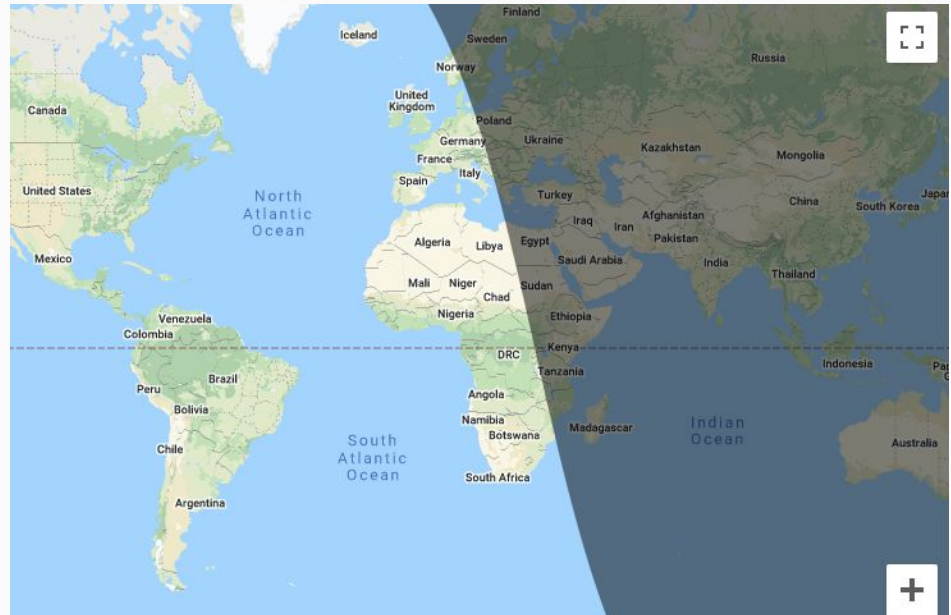 Finland
Iceland
Sweden
Russia
Norway
Canada
United
Kingdom
Poland
Ukraine
Germany
Kazakhstan
Mongolia
France
Italy
Spain
United States
North
Atlantic
Ocean
Turkey
China
South Korea
Japa
Iraq
Iran
Afghanistan
Pakistan
Algeria
Libya
Egypt
Saudi Arabia
Mexico
India
Thailand
Mali
Niger
Chad
Sudan
Nigeria
Ethiopia
Venezuela
Colombia
DRC
Kenya
Tanzania
Indonesia
Pap
Brazil
Peru
Angola
Bolivia
Namibia
Botswana
Madagascar
Indian
Ocean
Australia
Chile
South
Atlantic
Ocean
South Africa
Argentina